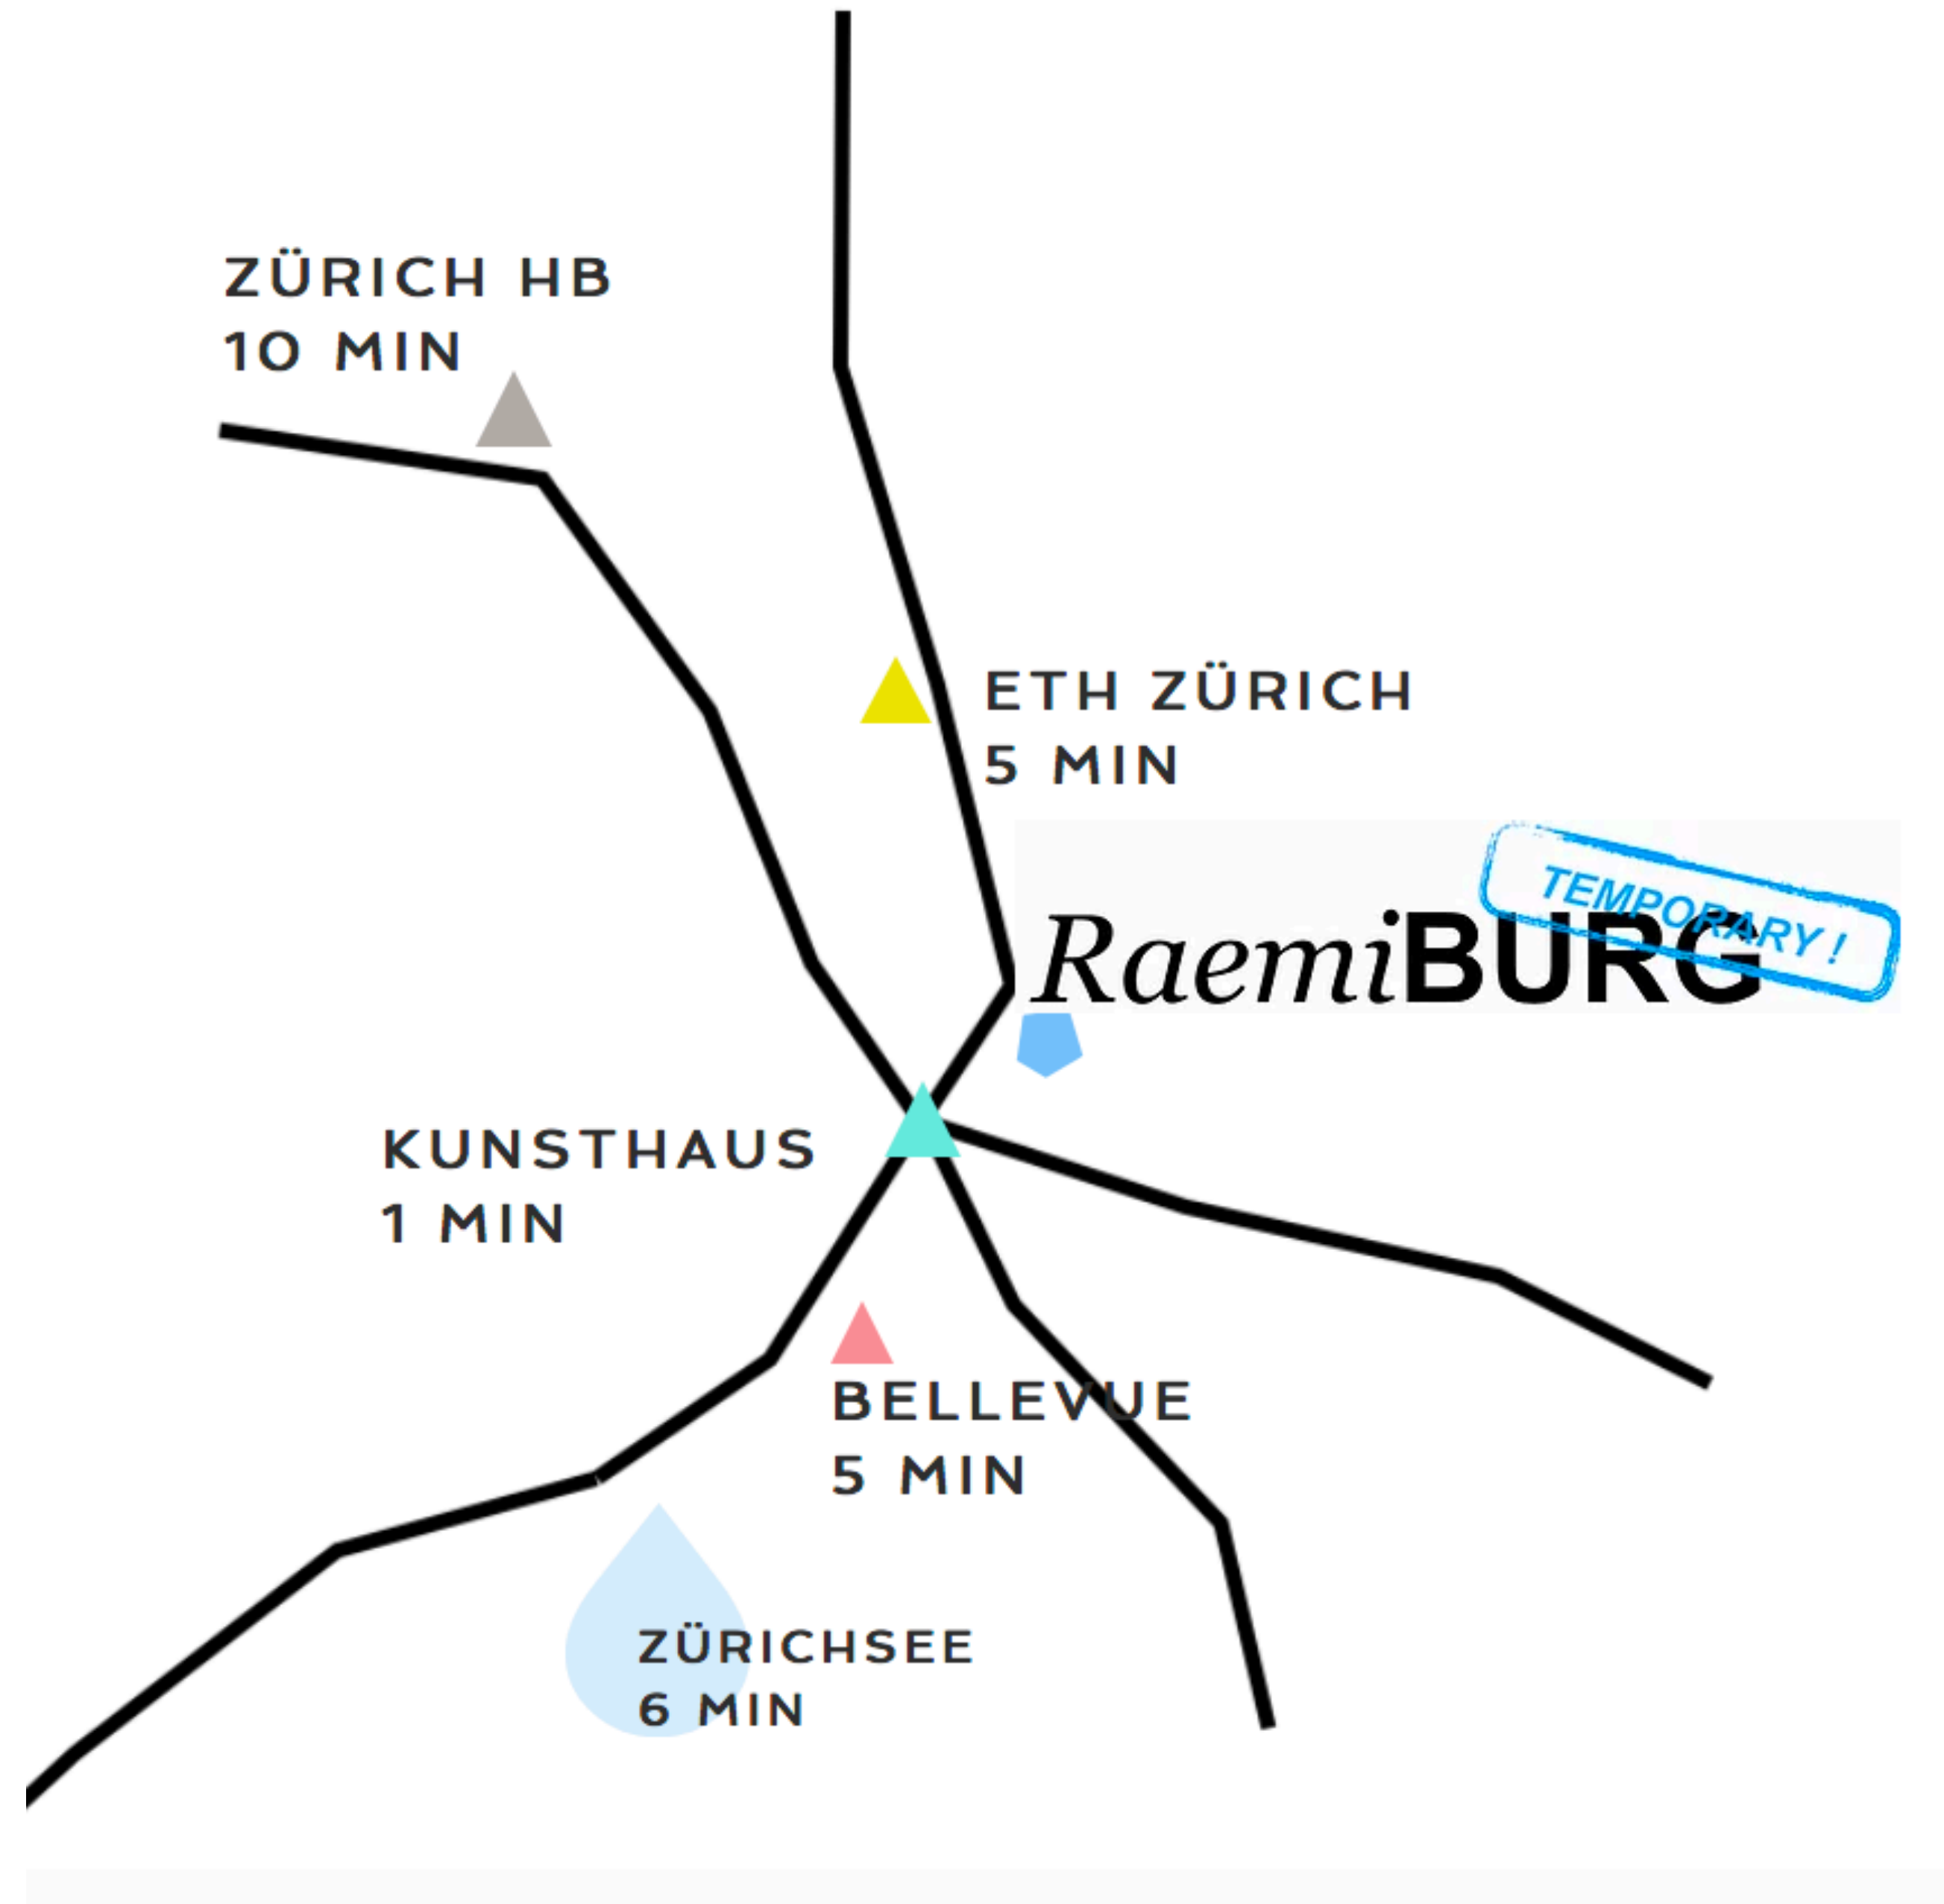 ZÜRICH HB
10 MIN
ETH ZÜRICH
5 MIN
TEMPORARY !
RaemiBURG
KUNSTHAUS
1 MIN
BELLEVUE
5 MIN
ZÜRICHSEE
6 MIN